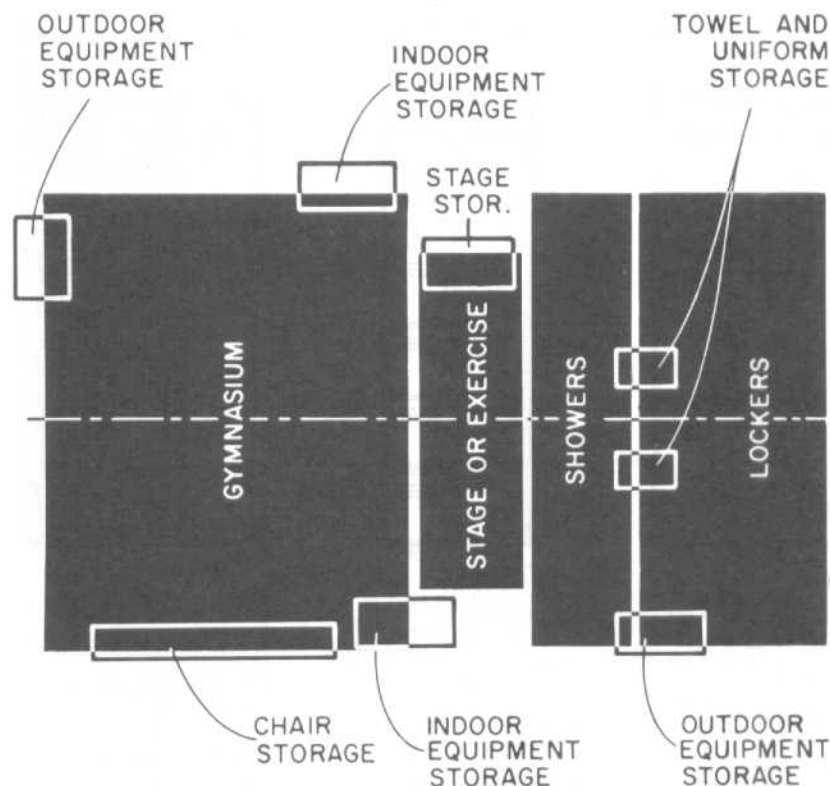 OUTDOOR
EQUIPMENT
STORAGE
INDOOR
EQUIPMENT
STORAGE
TOWEL AND
UNIFORM
STORAGE
STAGE
STOR.
GYMNASIUM
STAGE OR EXERCISE
SHOWERS
LOCKERS
CHAIR
STORAGE
INDOOR
EQUIPMENT
STORAGE
OUTDOOR
EQUIPMENT
STORAGE